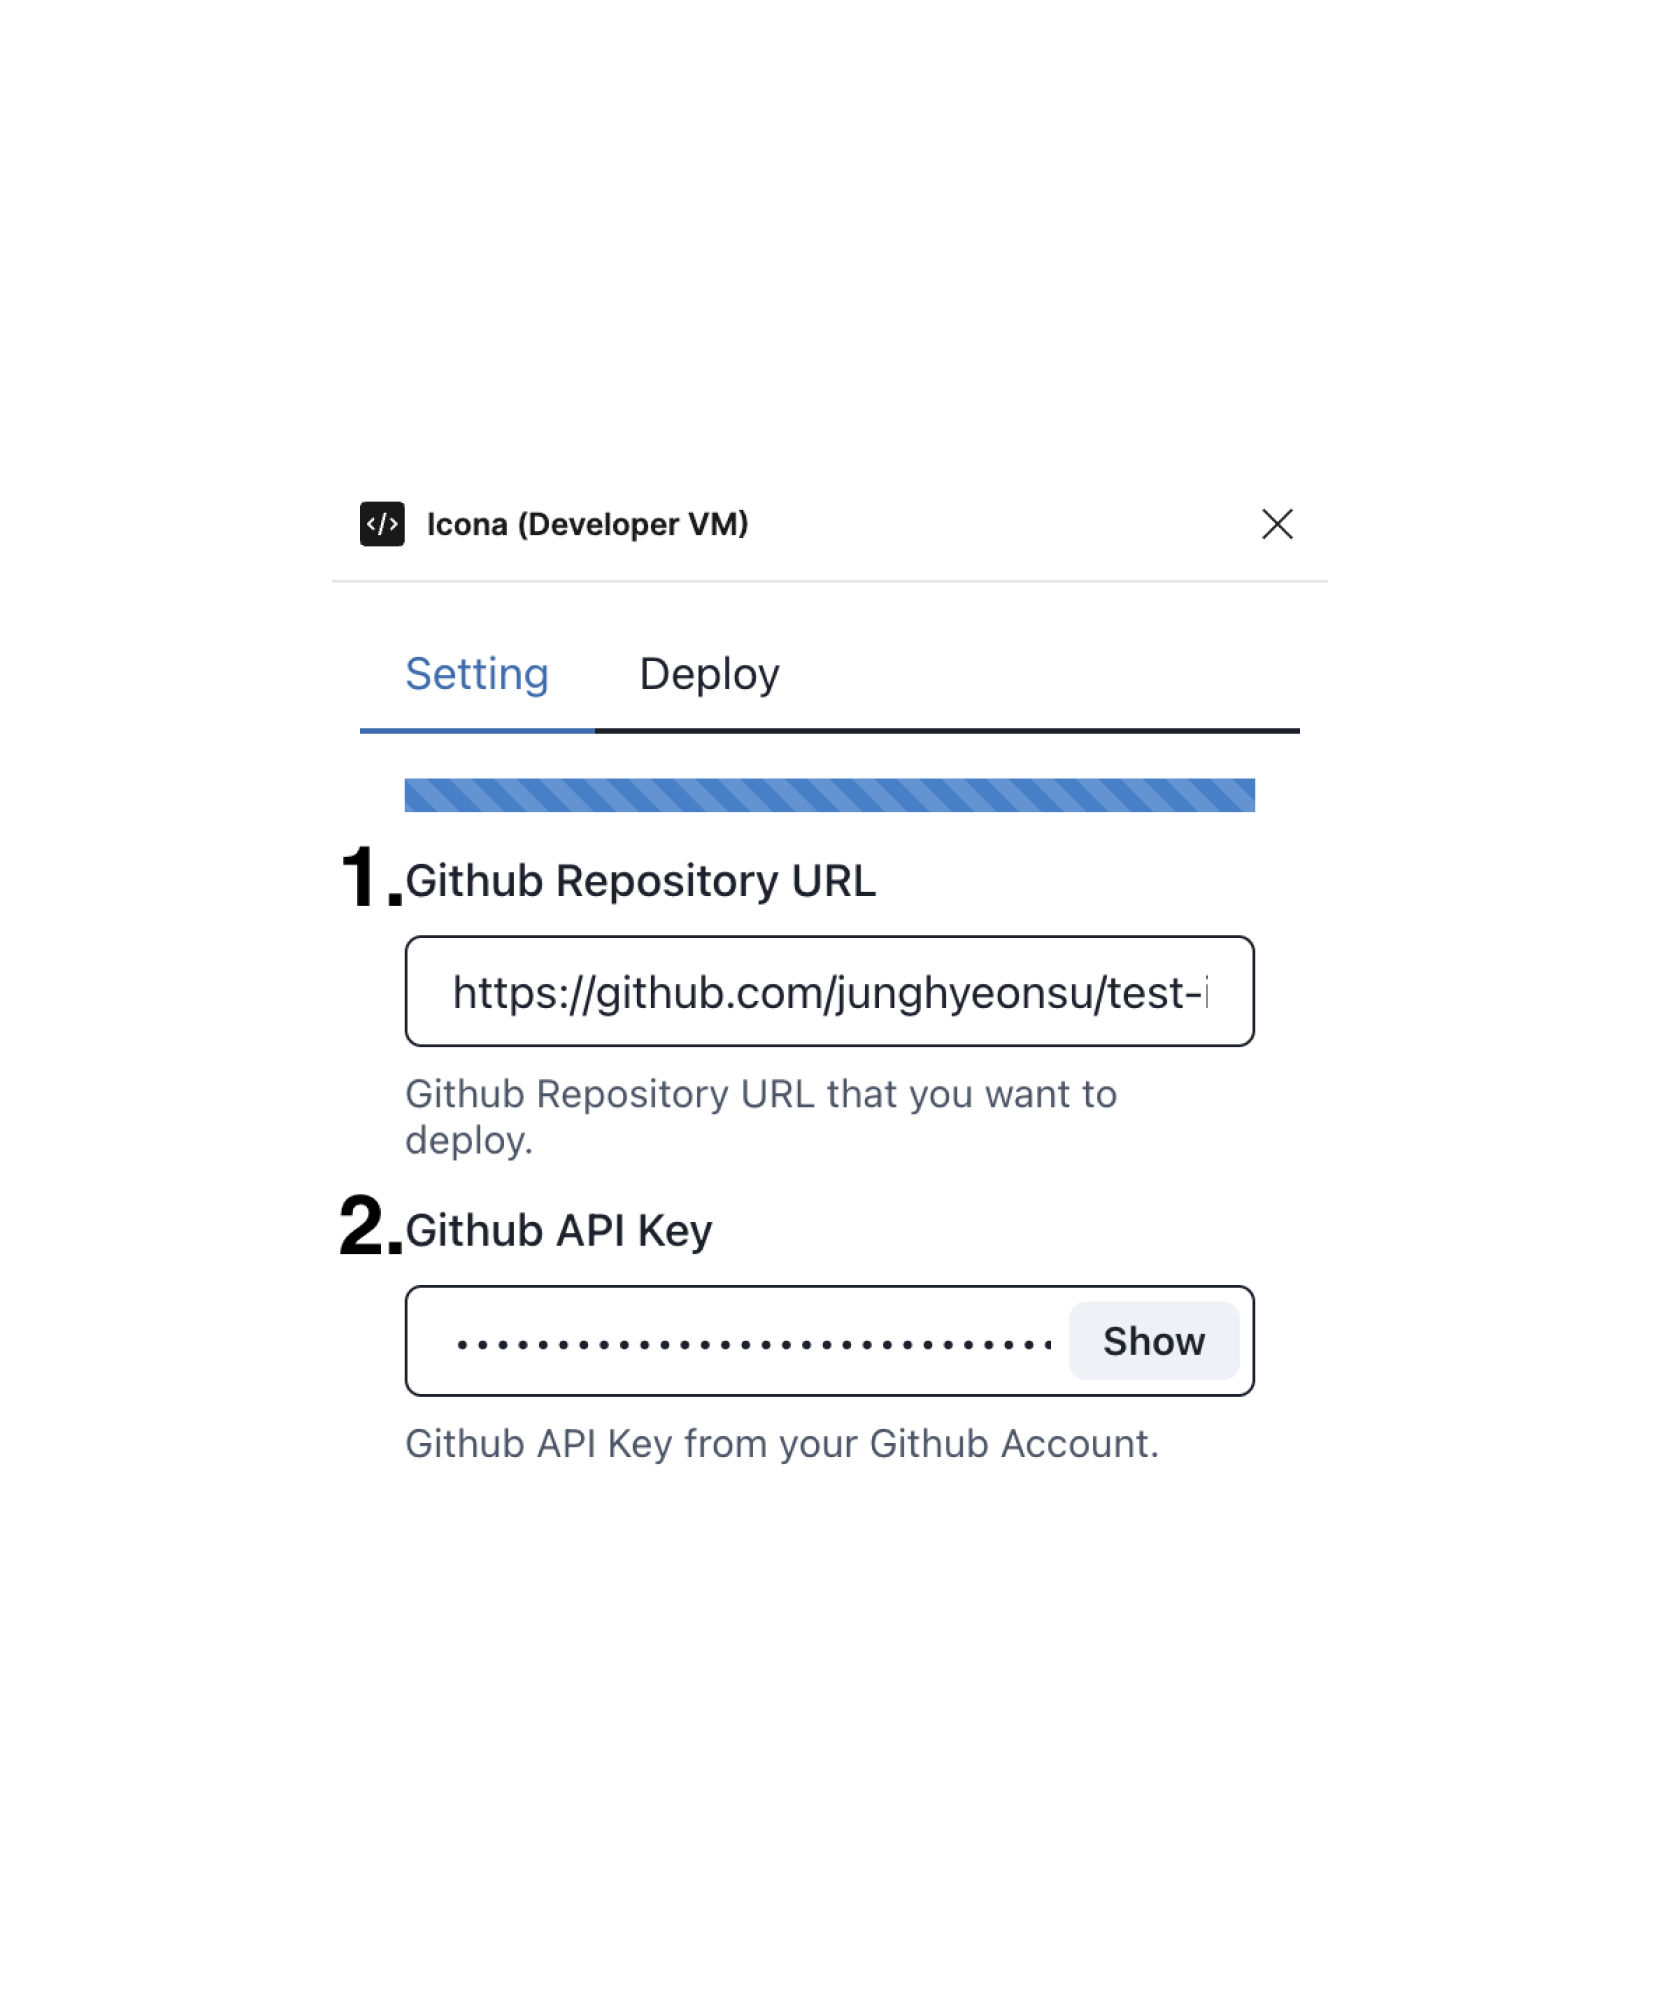 </> Icona (Developer VM)
Setting Deploy
1. Github Repository URL
https://github.com/junghyeonsu/test-i
Github Repository URL that you want to
deploy.
2. Github API Key
••••••••••••••••••••••••••••••
Show
Github API Key from your Github Account.